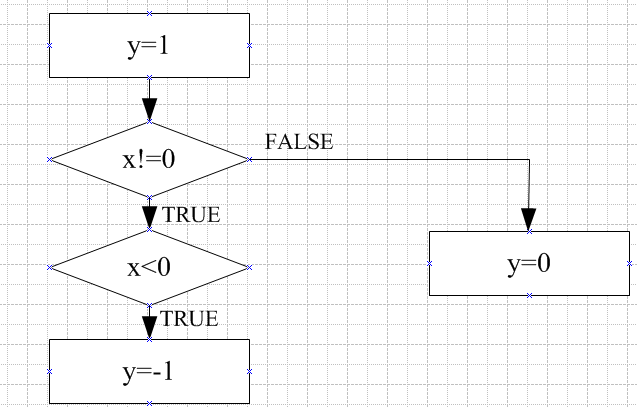 y=1
x!=0
FALSE
TRUE
x<0
y=0
TRUE
y=-1